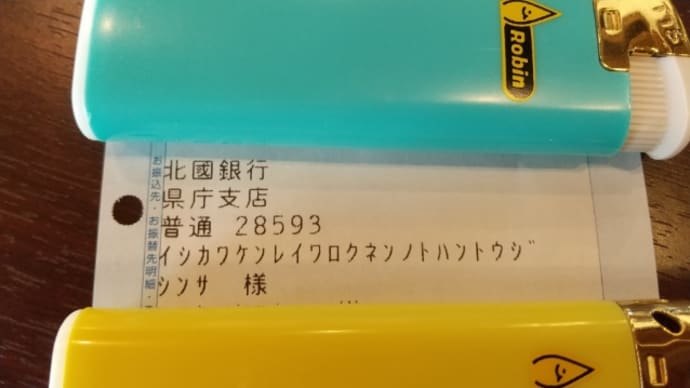 Robin
北國銀行
県庁支店
普通 28593
イシカワケンレイワロクネンノトハントウジ゛
シンサ 様
お振込先・お振替先明細